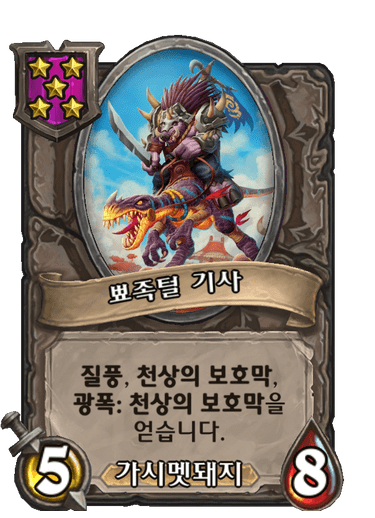 뾰족털 기사
질풍, 천상의 보호막,
광폭: 천상의 보호막을
얻습니다.
5
가시멧돼지
8